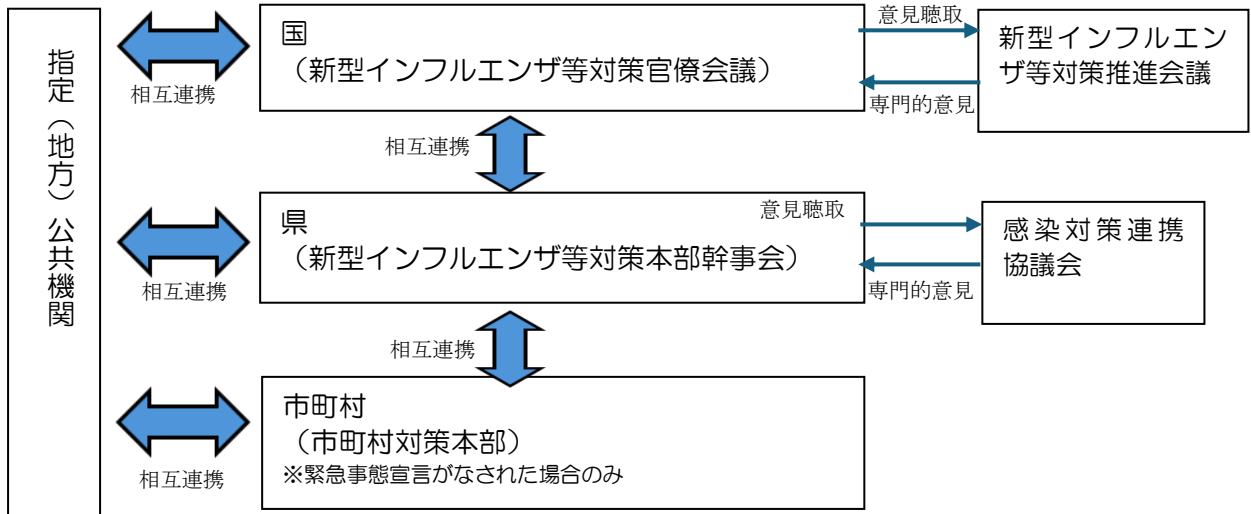 指定（地方）公共機関
相互連携
国
（新型インフルエンザ等対策官僚会議）
意見聴取
専門的意見
新型インフルエン
ザ等対策推進会議
相互連携
相互連携
県
（新型インフルエンザ等対策本部幹事会）
意見聴取
専門的意見
感染対策連携
協議会
相互連携
相互連携
市町村
（市町村対策本部）
※緊急事態宣言がなされた場合のみ